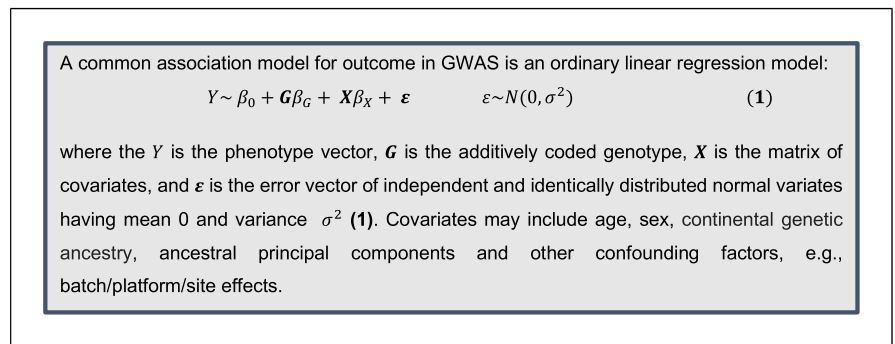 A common association model for outcome in GWAS is an ordinary linear regression model:
Y~ β₀ + Gβ_G + Xβ_X + ε ε~N(0, σ²) (1)
where the Y is the phenotype vector, G is the additively coded genotype, X is the matrix of
covariates, and ε is the error vector of independent and identically distributed normal variates
having mean 0 and variance σ² (1). Covariates may include age, sex, continental genetic
ancestry, ancestral principal components and other confounding factors, e.g.,
batch/platform/site effects.